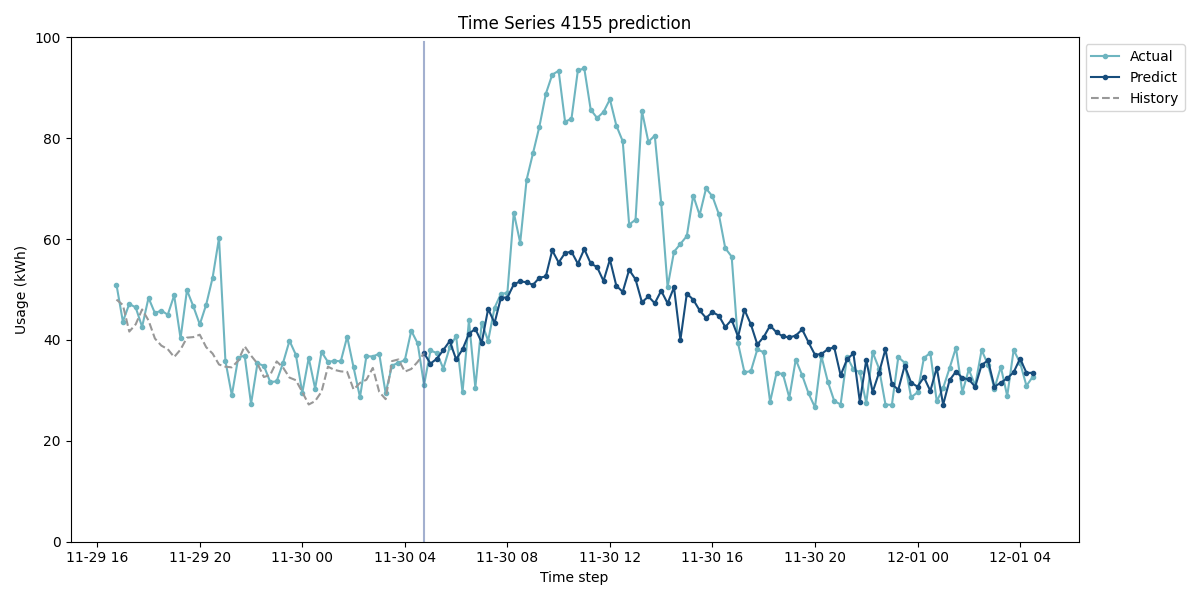 Time Series 4155 prediction
100
80
60
40
20
0
Usage (kWh)
11-29 16
11-29 20
11-30 00
11-30 04
11-30 08
11-30 12
11-30 16
11-30 20
12-01 00
12-01 04
Time step
Actual
Predict
History